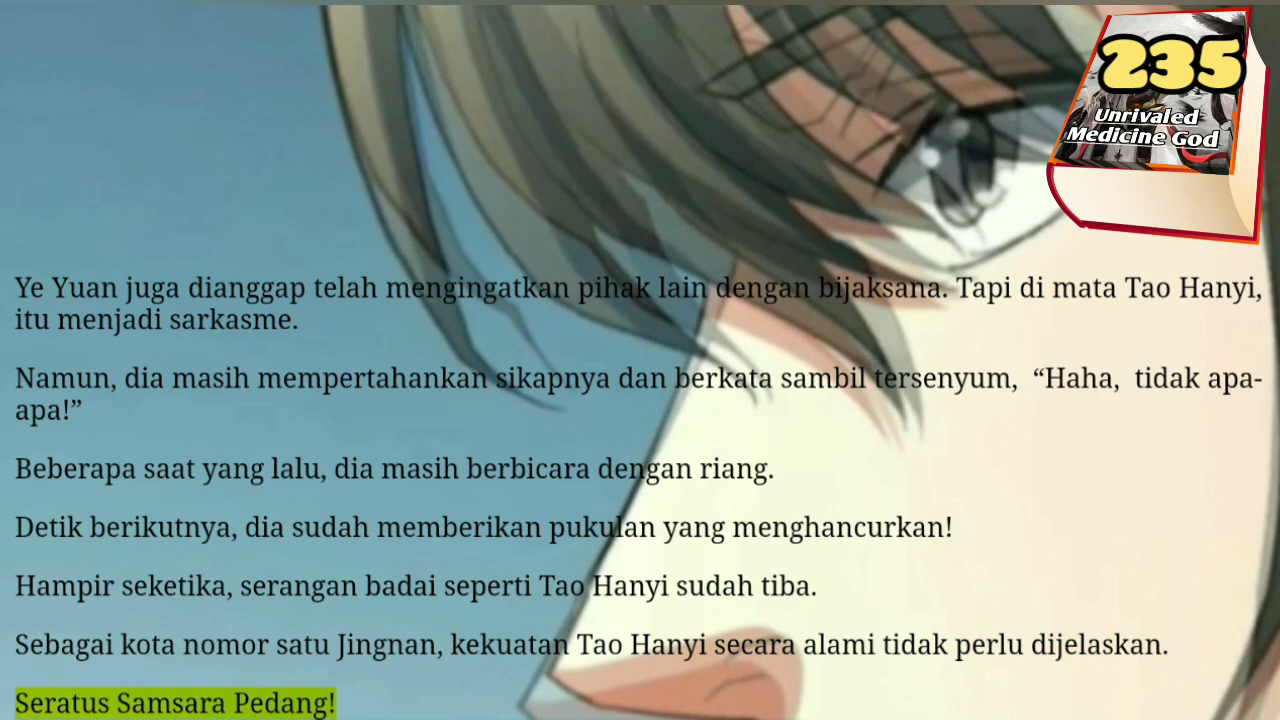 235
Unrivaled
Medicine God
Ye Yuan juga dianggap telah mengingatkan pihak lain dengan bijaksana. Tapi di mata Tao Hanyi,
itu menjadi sarkasme.
Namun, dia masih mempertahankan sikapnya dan berkata sambil tersenyum, “Haha, tidak apa-
apa!”
Beberapa saat yang lalu, dia masih berbicara dengan riang.
Detik berikutnya, dia sudah memberikan pukulan yang menghancurkan!
Hampir seketika, serangan badai seperti Tao Hanyi sudah tiba.
Sebagai kota nomor satu Jingnan, kekuatan Tao Hanyi secara alami tidak perlu dijelaskan.
Seratus Samsara Pedang!